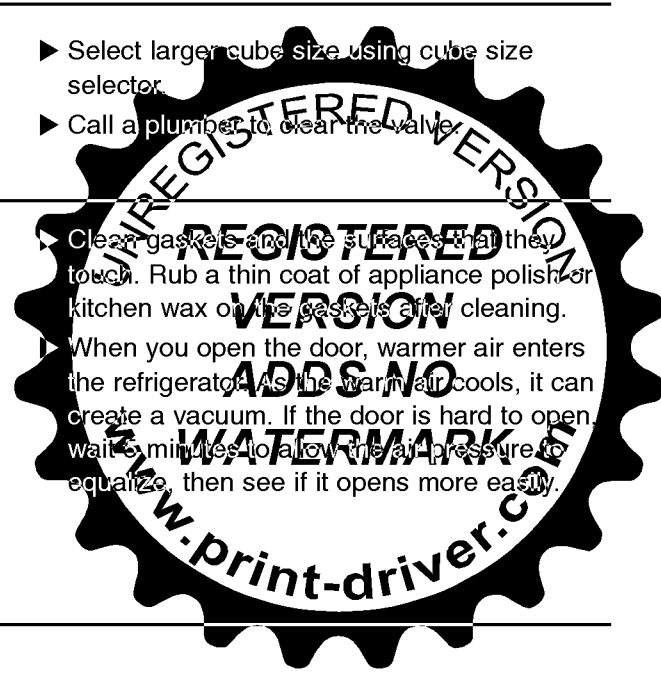 ▶ Select larger cube size using cube size
selector.
▶ Call a plumber to clear the valve.
▶ Clean gaskets and the surfaces that they
touch. Rub a thin coat of appliance polish or
kitchen wax on the gaskets after cleaning.
▶ When you open the door, warmer air enters
the refrigerator. As the warm air cools, it can
create a vacuum. If the door is hard to open,
wait 5 minutes to allow the air pressure to
equalize, then see if it opens more easily.
UNREGISTERED VERSION
REGISTERED
VERSION
ADDS NO
WATERMARK
www.print-driver.com